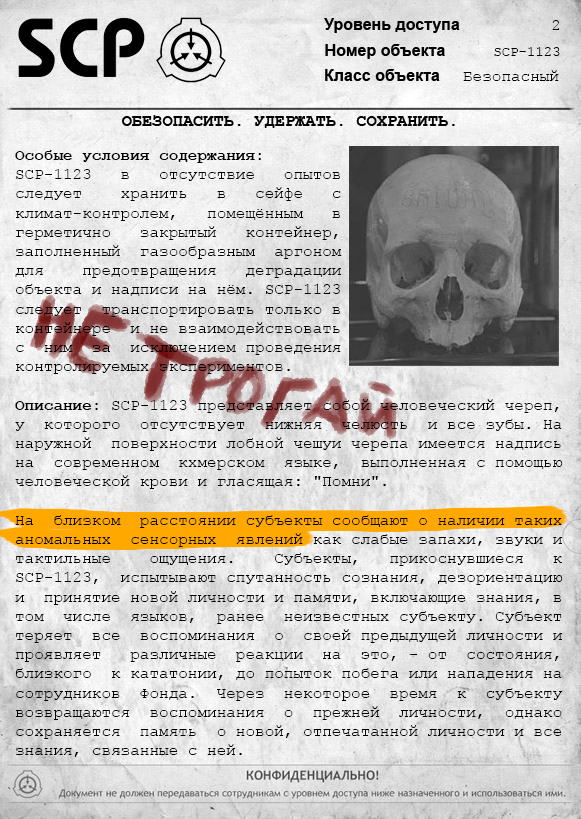 SCP
Уровень доступа 2
Номер объекта SCP-1123
Класс объекта Безопасный
ОБЕЗОПАСИТЬ. УДЕРЖАТЬ. СОХРАНИТЬ.
Особые условия содержания:
SCP-1123 в отсутствие опытов
следует хранить в сейфе с
климат-контролем, помещённым в
герметично закрытый контейнер,
заполненный газообразным аргоном
для предотвращения деградации
объекта и надписи на нём. SCP-1123
следует транспортировать только в
контейнере и не взаимодействовать
с ним за исключением проведения
контролируемых экспериментов.
НЕ ТРОГАЙ
Описание: SCP-1123 представляет собой человеческий череп,
у которого отсутствует нижняя челюсть и все зубы. На
наружной поверхности лобной чешуи черепа имеется надпись
на современном кхмерском языке, выполненная с помощью
человеческой крови и гласящая: "Помни".
На близком расстоянии субъекты сообщают о наличии таких
аномальных сенсорных явлений как слабые запахи, звуки и
тактильные ощущения. Субъекты, прикоснувшиеся к
SCP-1123, испытывают спутанность сознания, дезориентацию
и принятие новой личности и памяти, включающие знания, в
том числе языков, ранее неизвестных субъекту. Субъект
теряет все воспоминания о своей предыдущей личности и
проявляет различные реакции на это, - от состояния,
близкого к кататонии, до попыток побега или нападения на
сотрудников Фонда. Через некоторое время к субъекту
возвращаются воспоминания о прежней личности, однако
сохраняется память о новой, отпечатанной личности и все
знания, связанные с ней.
КОНФИДЕНЦИАЛЬНО!
Документ не должен передаваться сотрудникам с уровнем доступа ниже назначенного и использоваться ими.